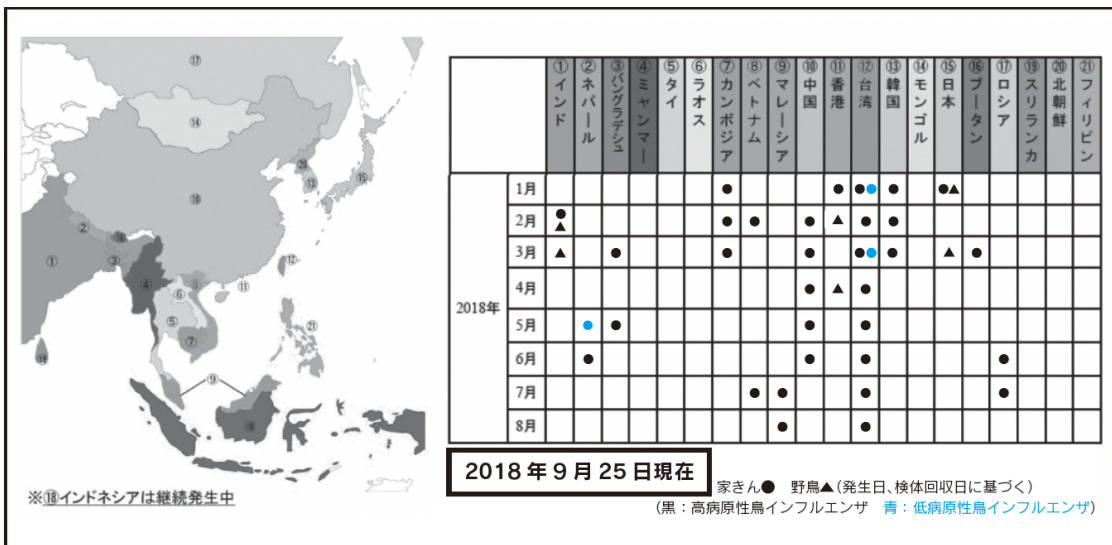 ⑰
⑭
⑳
⑬
⑮
⑩
②
⑯
①
③
④
⑫
⑥
⑧
⑪
⑤
㉑
⑦
⑲
⑨
⑱
※⑱インドネシアは継続発生中
①インド
②ネパール
③バングラデシュ
④ミャンマー
⑤タイ
⑥ラオス
⑦カンボジア
⑧ベトナム
⑨マレーシア
⑩中国
⑪香港
⑫台湾
⑬韓国
⑭モンゴル
⑮日本
⑯ブータン
⑰ロシア
⑲スリランカ
⑳北朝鮮
㉑フィリピン
2018年
1月 ● ● ●● ● ●▲
2月 ●▲ ● ● ● ▲ ● ●
3月 ▲ ● ● ● ●● ● ▲ ●
4月 ● ▲ ●
5月 ● ● ● ●
6月 ● ● ● ●
7月 ● ● ● ●
8月 ● ●
2018年9月25日現在
家きん● 野鳥▲(発生日、検体回収日に基づく)
(黒：高病原性鳥インフルエンザ 青：低病原性鳥インフルエンザ)